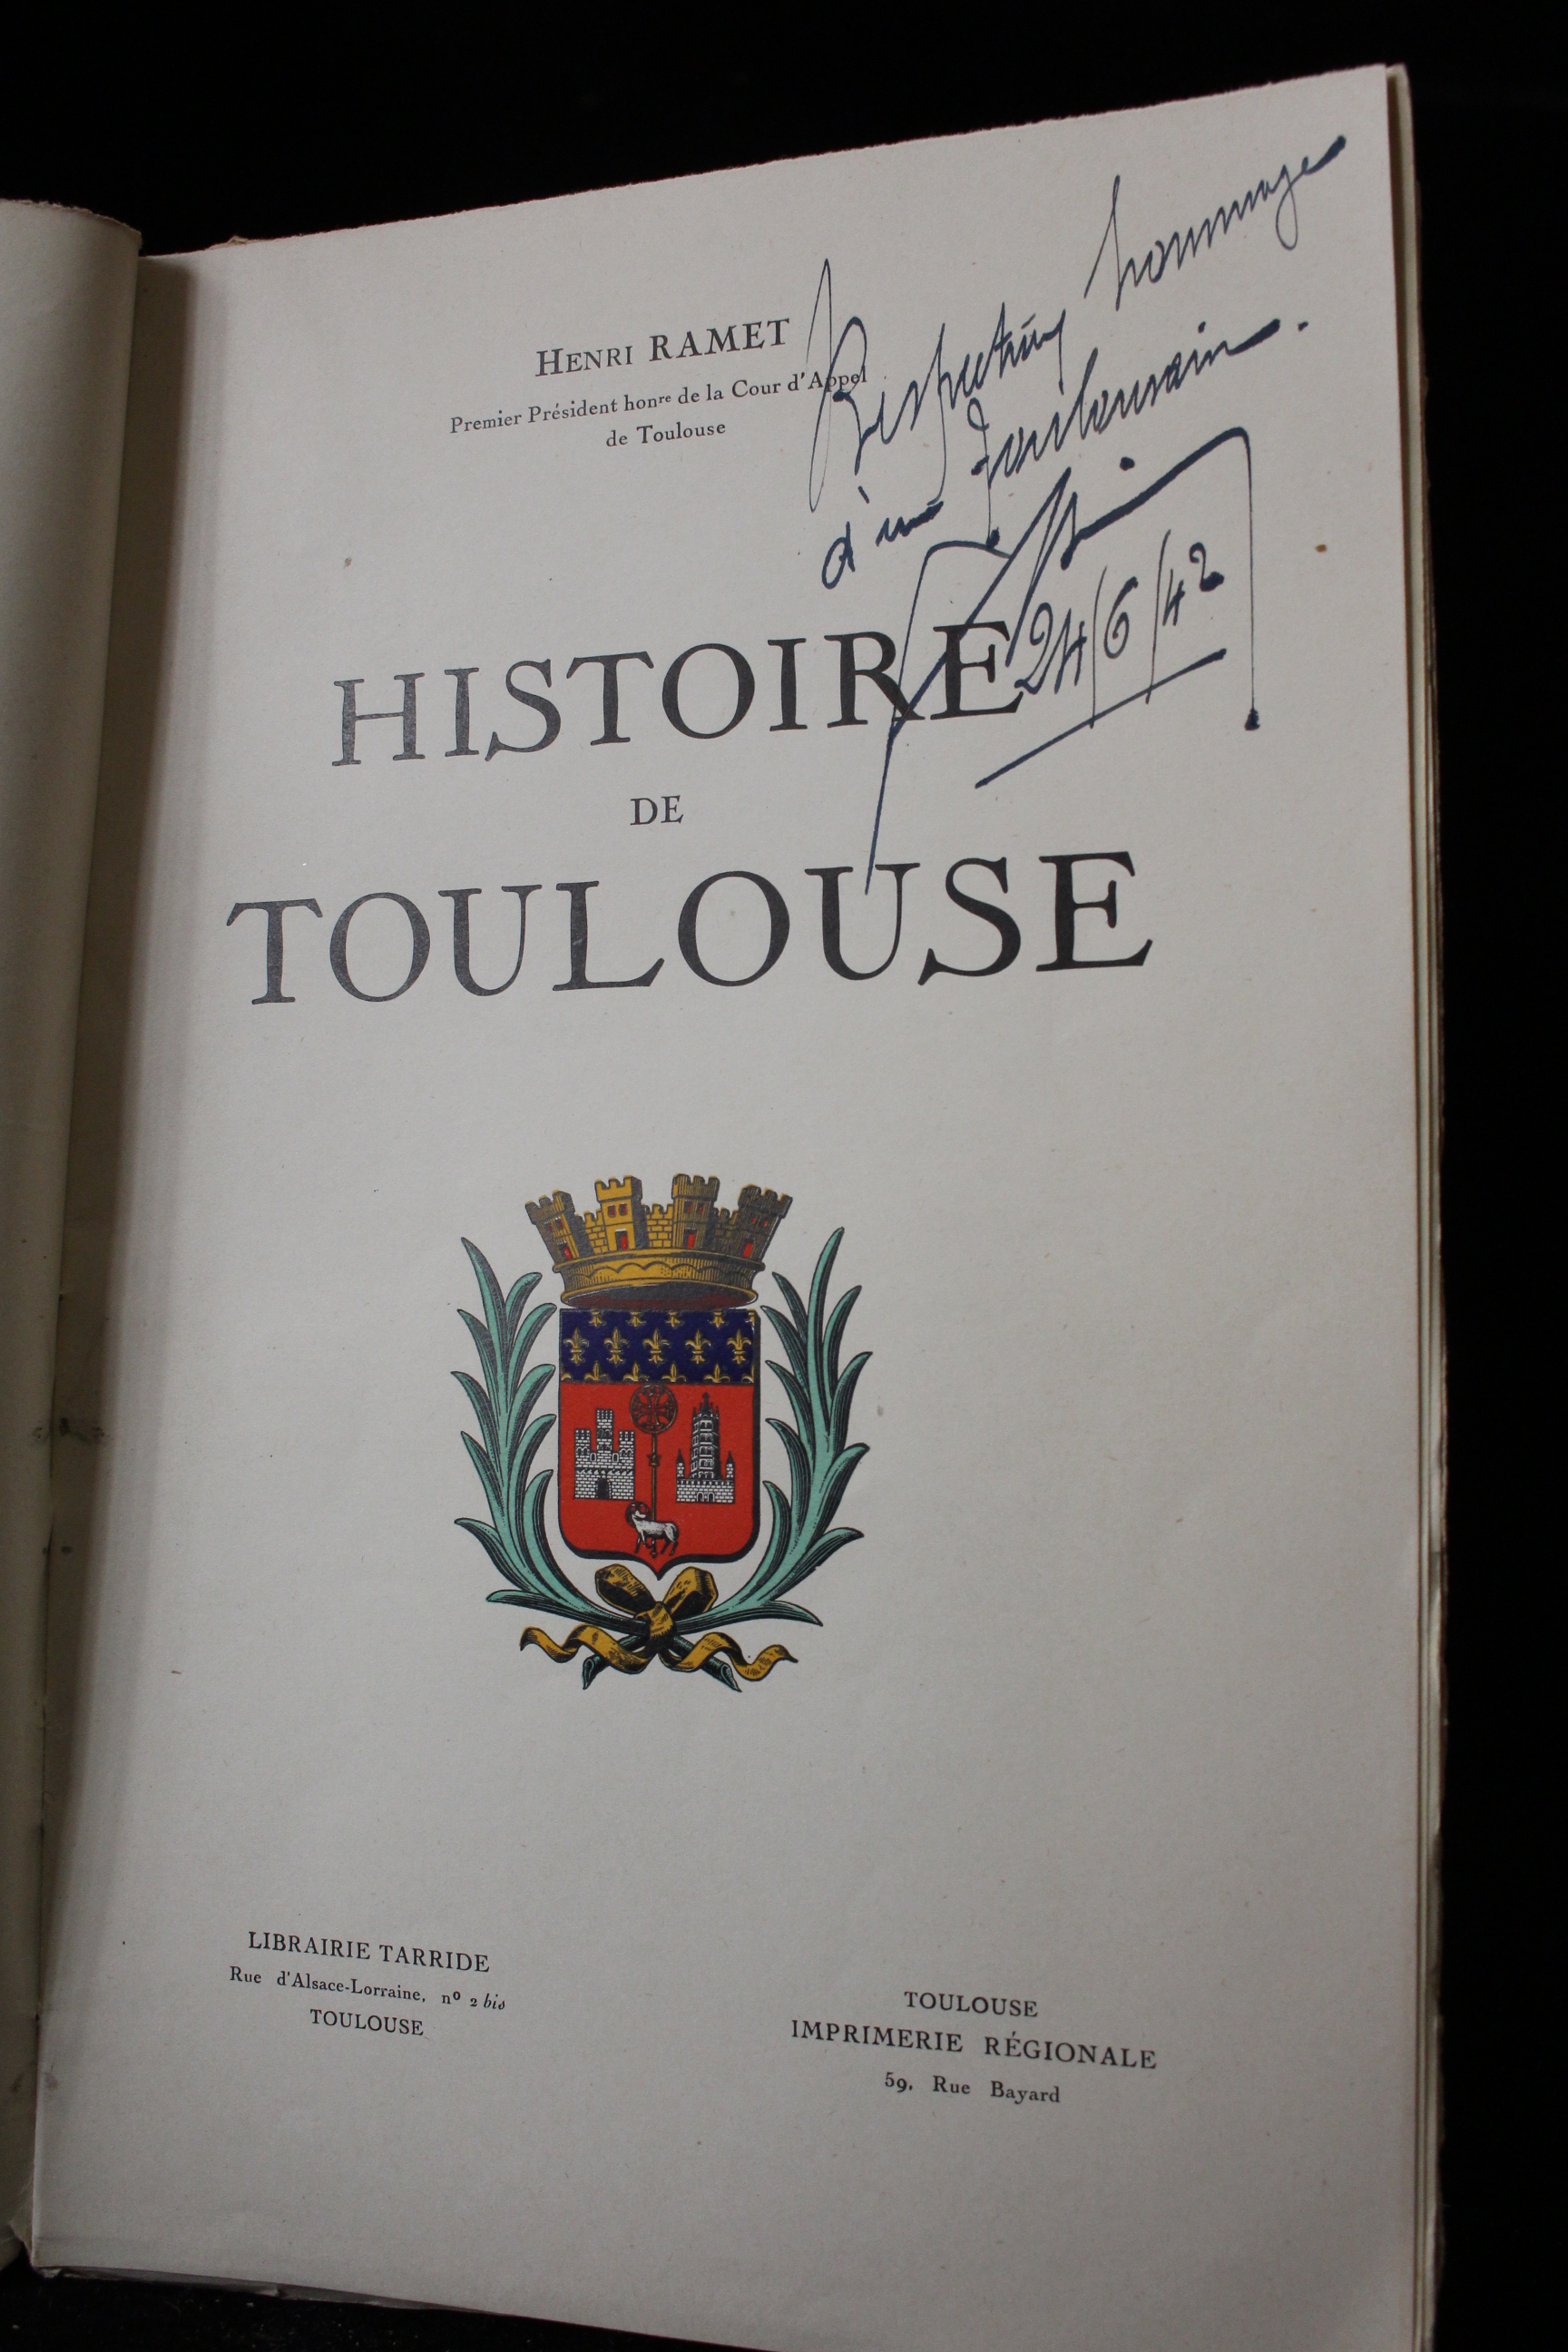 Henri RAMET
Premier Président honre de la Cour d'Appel
de Toulouse
Respectueux hommage
d'un Toulousain.
24/6/42
HISTOIRE
DE
TOULOUSE
LIBRAIRIE TARRIDE
Rue d'Alsace-Lorraine, nº 2 bis
TOULOUSE
TOULOUSE
IMPRIMERIE RÉGIONALE
59, Rue Bayard